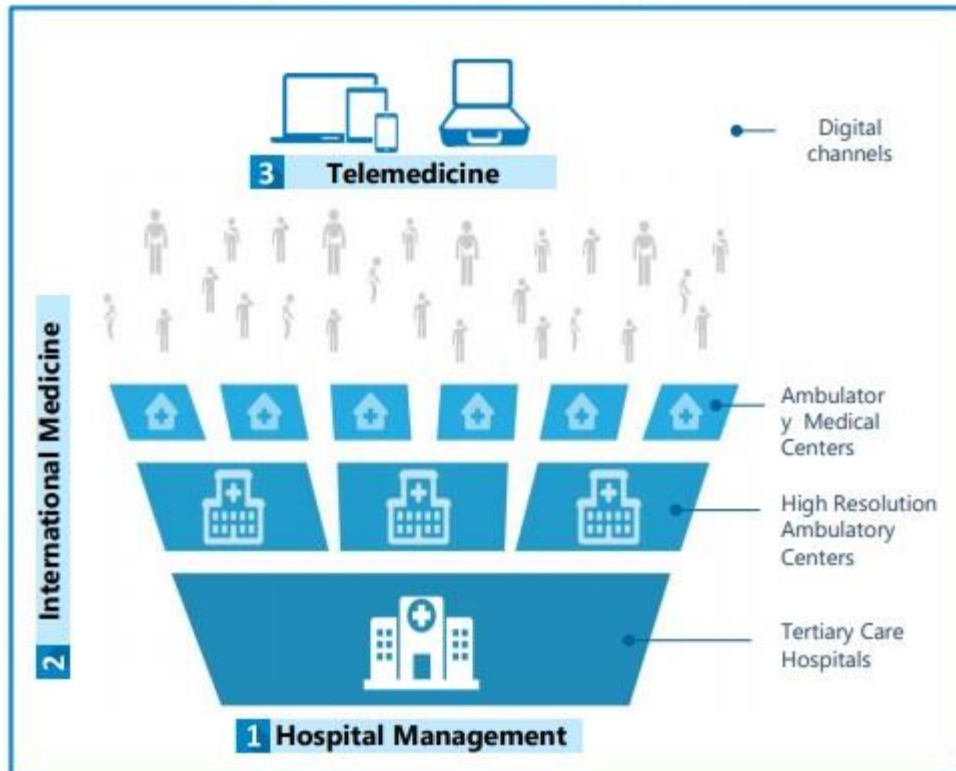 Digital
channels
3 Telemedicine
2 International Medicine
Ambulator
y Medical
Centers
High Resolution
Ambulatory
Centers
Tertiary Care
Hospitals
1 Hospital Management